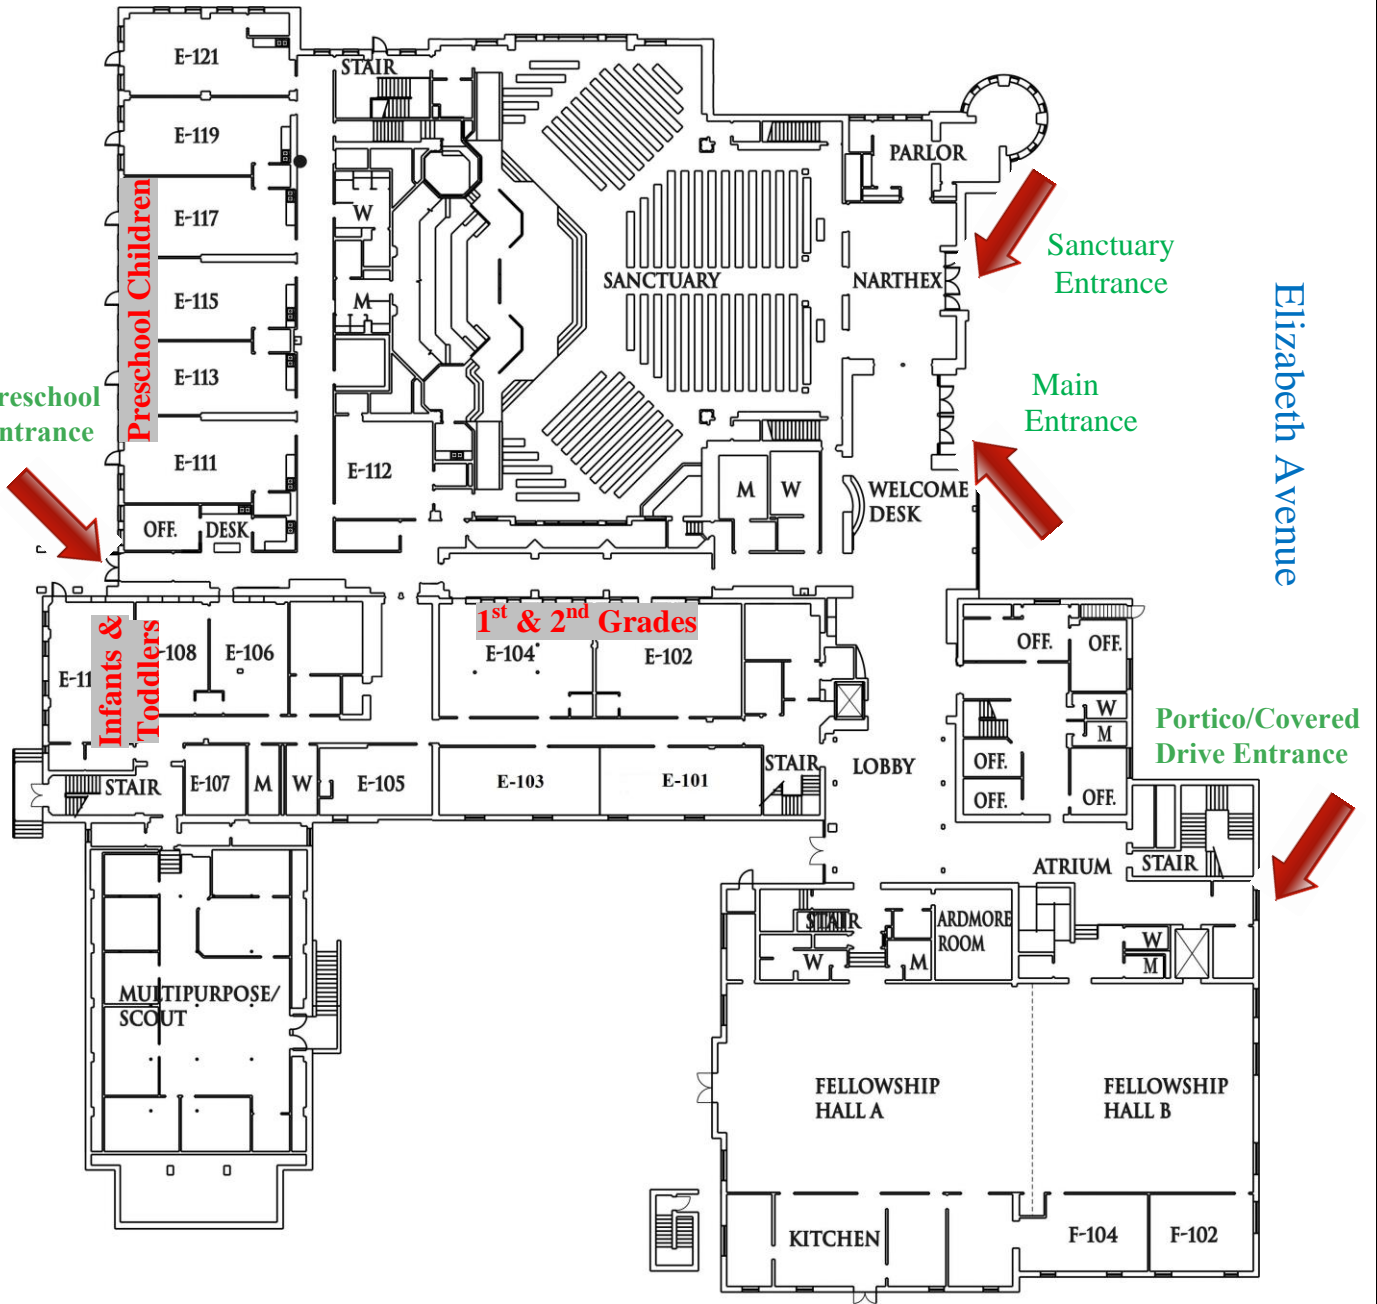 E-121
STAIR
E-119
PARLOR
Preschool Children
E-117
W
Sanctuary
Entrance
SANCTUARY
NARTHEX
E-115
M
Elizabeth Avenue
E-113
Main
Entrance
reschool
ntrance
E-111
E-112
M
W
WELCOME
DESK
OFF.
DESK
1st & 2nd Grades
Infants &
Toddlers
E-11
-108
E-106
E-104
E-102
OFF.
OFF.
W
M
Portico/Covered
Drive Entrance
STAIR
E-107
M
W
E-105
E-103
E-101
STAIR
LOBBY
OFF.
OFF.
OFF.
ATRIUM
STAIR
STAIR
ARDMORE
ROOM
W
M
W
M
MULTIPURPOSE/
SCOUT
FELLOWSHIP
HALL A
FELLOWSHIP
HALL B
KITCHEN
F-104
F-102